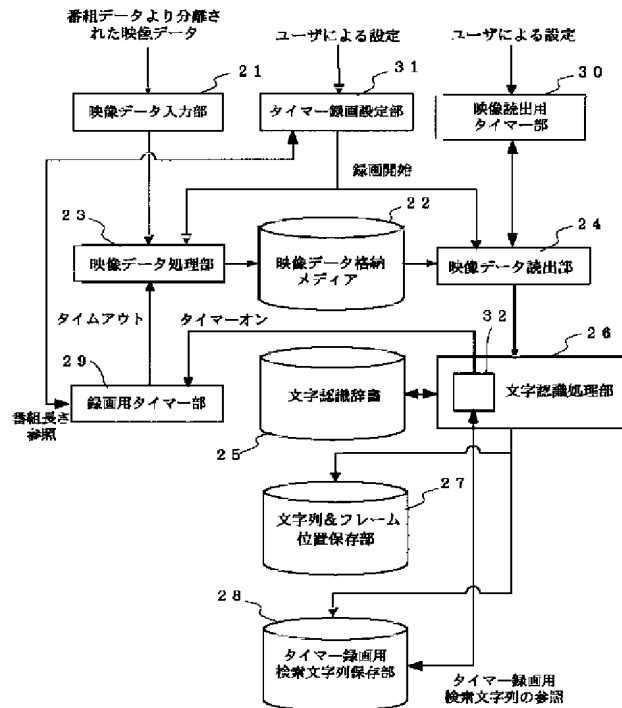 番組データより分離
された映像データ
ユーザによる設定
ユーザによる設定
21
31
30
映像データ入力部
タイマー録画設定部
映像読出用
タイマー部
録画開始
23
22
24
映像データ処理部
映像データ格納
メディア
映像データ読出部
タイムアウト
タイマーオン
32
26
29
録画用タイマー部
文字認識辞書
文字認識処理部
番組長さ
参照
25
27
文字列&フレーム
位置保存部
28
タイマー録画用
検索文字列保存部
タイマー録画用
検索文字列の参照